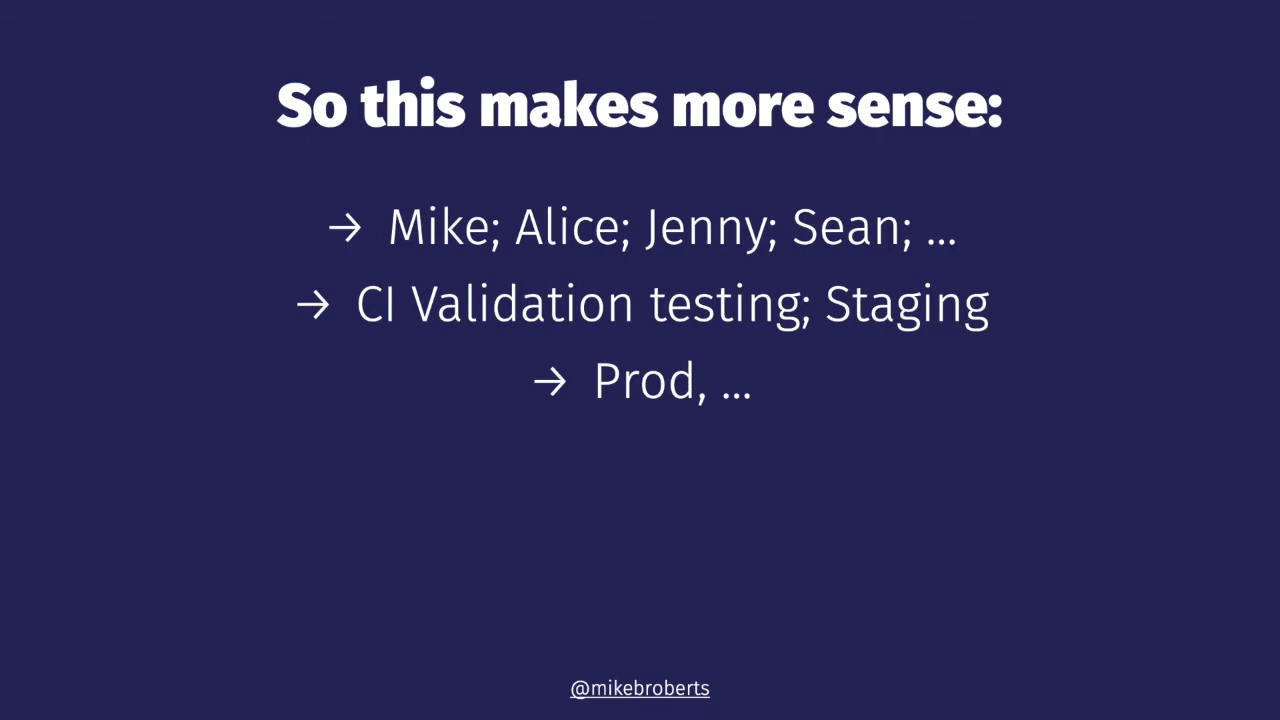 So this makes more sense:
→ Mike; Alice; Jenny; Sean; …
→ CI Validation testing; Staging
→ Prod, …
@mikebroberts